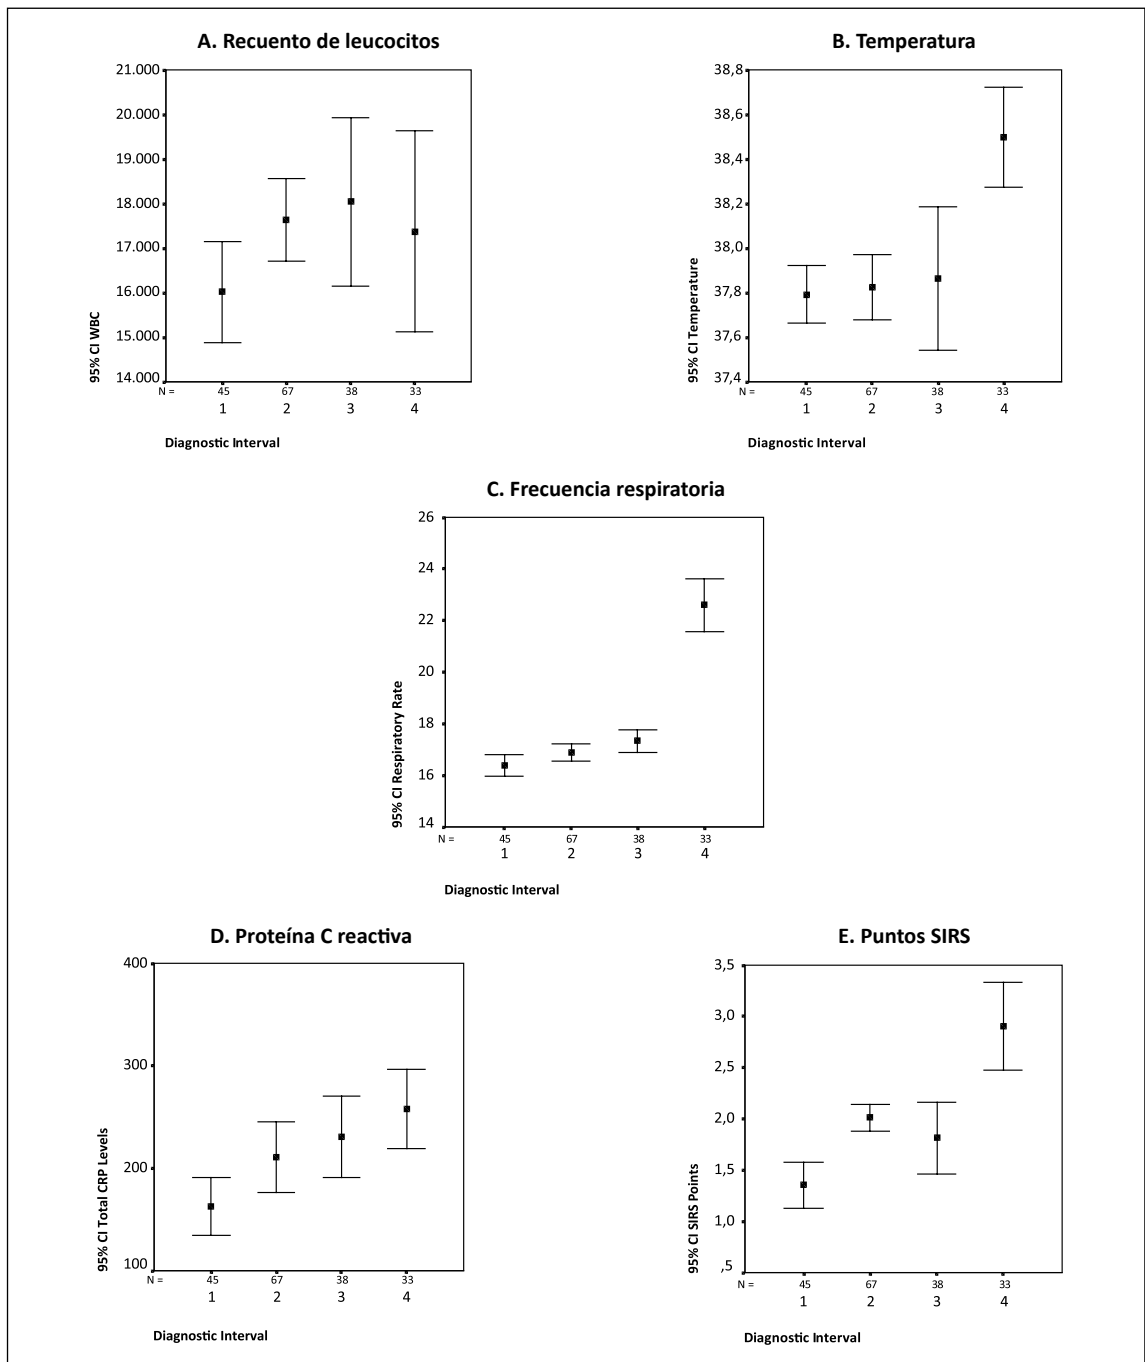 A. Recuento de leucocitos
21.000
20.000
19.000
18.000
17.000
16.000
15.000
14.000
95% CI WBC
N = 45 67 38 33
1 2 3 4
Diagnostic Interval
B. Temperatura
38,8
38,6
38,4
38,2
38,0
37,8
37,6
37,4
95% CI Temperature
N = 45 67 38 33
1 2 3 4
Diagnostic Interval
C. Frecuencia respiratoria
26
24
22
20
18
16
14
95% CI Respiratory Rate
N = 45 67 38 33
1 2 3 4
Diagnostic Interval
D. Proteína C reactiva
400
300
200
100
95% CI Total CRP Levels
N = 45 67 38 33
1 2 3 4
Diagnostic Interval
E. Puntos SIRS
3,5
3,0
2,5
2,0
1,5
1,0
,5
95% CI SIRS Points
N = 45 67 38 33
1 2 3 4
Diagnostic Interval